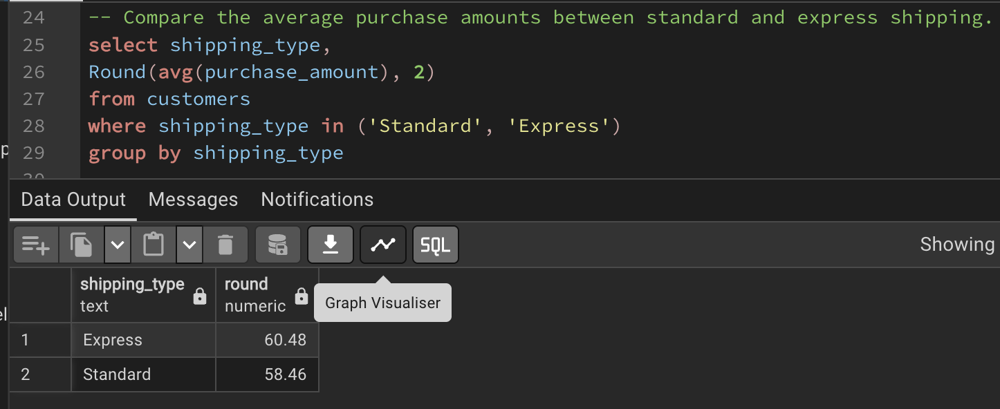 24 -- Compare the average purchase amounts between standard and express shipping.
25 select shipping_type,
26 Round(avg(purchase_amount), 2)
27 from customers
28 where shipping_type in ('Standard', 'Express')
29 group by shipping_type
Data Output Messages Notifications
SQL Showing
shipping_type round
text numeric
Graph Visualiser
1 Express 60.48
2 Standard 58.46